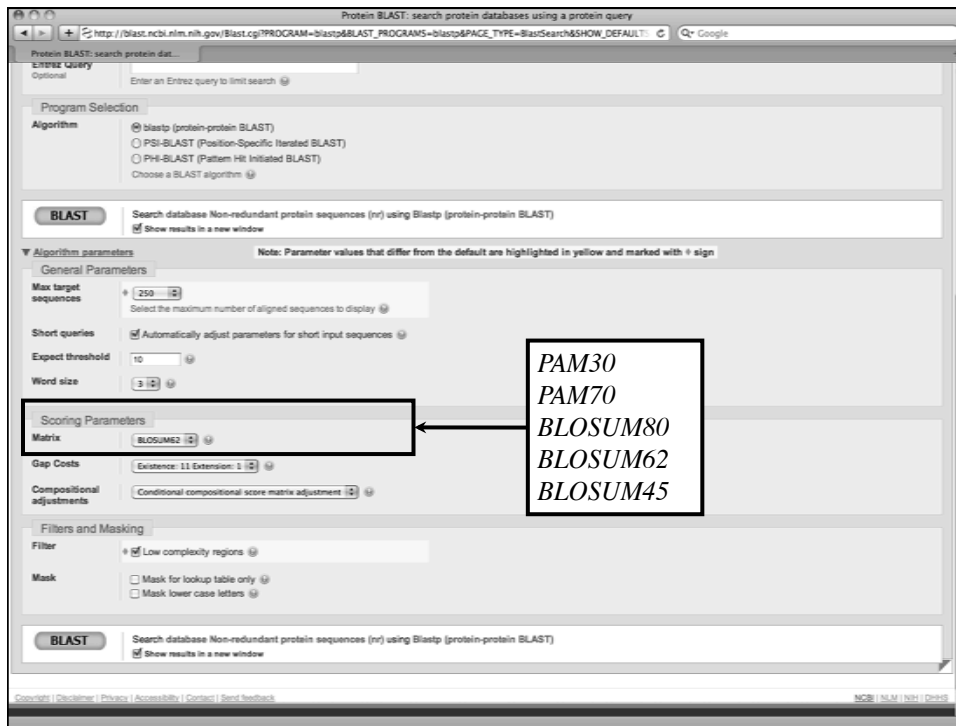 Protein BLAST: search protein databases using a protein query
http://blast.ncbi.nlm.nih.gov/Blast.cgi?PROGRAM=blastp&BLAST_PROGRAMS=blastp&PAGE_TYPE=BlastSearch&SHOW_DEFAULTS
Google
Protein BLAST: search protein dat...
Entrez Query
Optional
Enter an Entrez query to limit search
Program Selection
Algorithm
blastp (protein-protein BLAST)
PSI-BLAST (Position-Specific Iterated BLAST)
PHI-BLAST (Pattern Hit Initiated BLAST)
Choose a BLAST algorithm
BLAST
Search database Non-redundant protein sequences (nr) using Blastp (protein-protein BLAST)
Show results in a new window
Algorithm parameters
Note: Parameter values that differ from the default are highlighted in yellow and marked with ♦ sign
General Parameters
Max target sequences
250
Select the maximum number of aligned sequences to display
Short queries
Automatically adjust parameters for short input sequences
Expect threshold
10
Word size
3
Scoring Parameters
Matrix
BLOSUM62
Gap Costs
Existence: 11 Extension: 1
Compositional adjustments
Conditional compositional score matrix adjustment
PAM30
PAM70
BLOSUM80
BLOSUM62
BLOSUM45
Filters and Masking
Filter
Low complexity regions
Mask
Mask for lookup table only
Mask lower case letters
BLAST
Search database Non-redundant protein sequences (nr) using Blastp (protein-protein BLAST)
Show results in a new window
Copyright | Disclaimer | Privacy | Accessibility | Contact | Send feedback
NCBI | NLM | NIH | DHHS